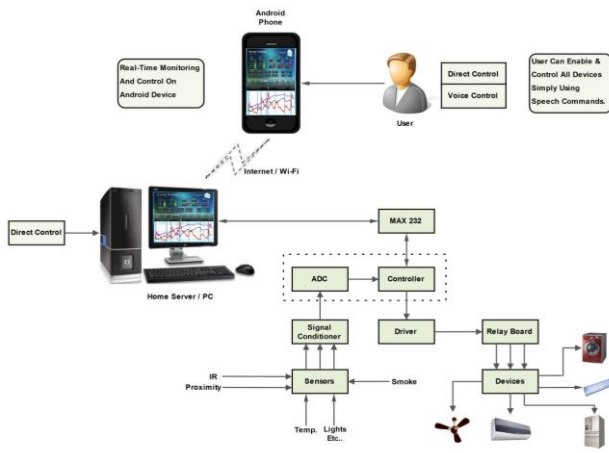 Android
Phone
Real-Time Monitoring
And Control On
Android Device
Direct Control
Voice Control
User Can Enable &
Control All Devices
Simply Using
Speech Commands.
User
Internet / Wi-Fi
Direct Control
MAX 232
Home Server / PC
ADC
Controller
Signal
Conditioner
Driver
Relay Board
IR
Proximity
Sensors
Smoke
Devices
Temp.
Lights
Etc..